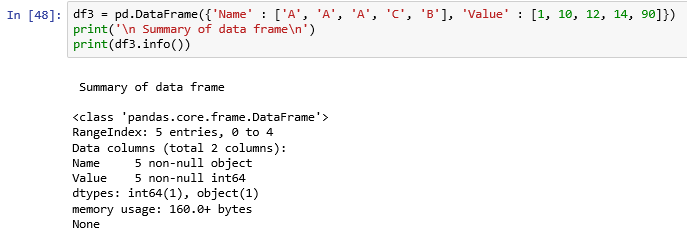 In [48]: df3 = pd.DataFrame({'Name' : ['A', 'A', 'A', 'C', 'B'], 'Value' : [1, 10, 12, 14, 90]})
print('\n Summary of data frame\n')
print(df3.info())
Summary of data frame
<class 'pandas.core.frame.DataFrame'>
RangeIndex: 5 entries, 0 to 4
Data columns (total 2 columns):
Name     5 non-null object
Value    5 non-null int64
dtypes: int64(1), object(1)
memory usage: 160.0+ bytes
None